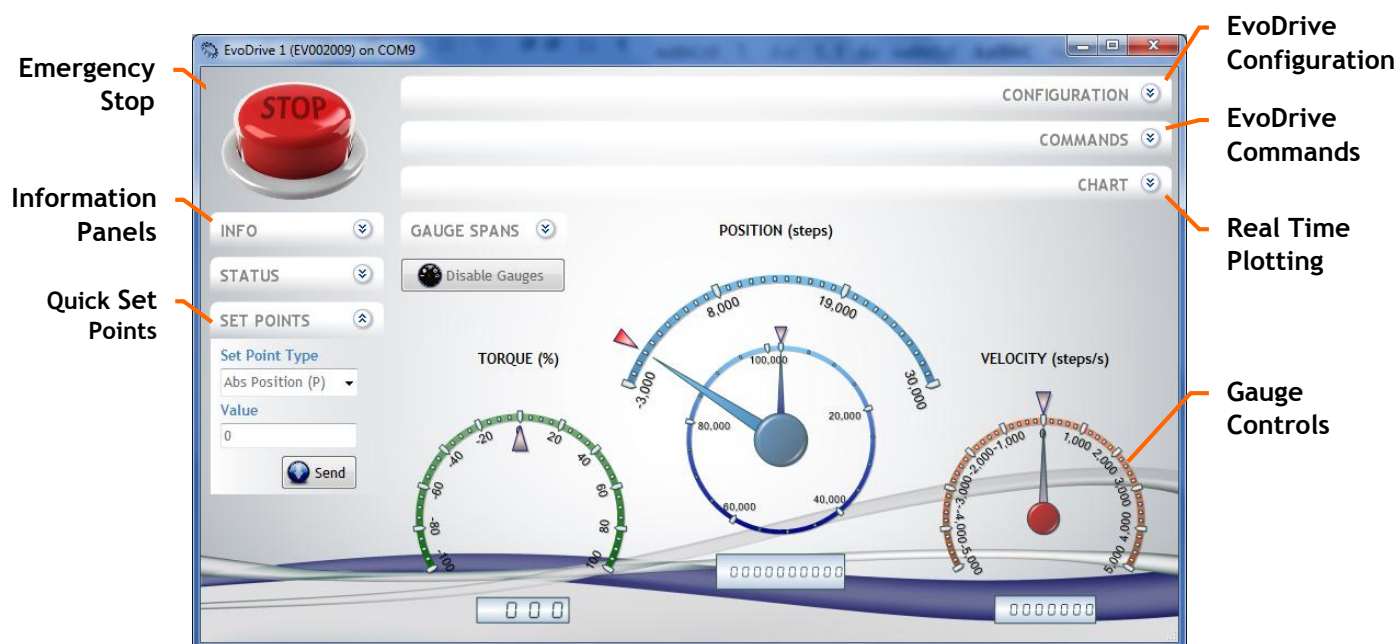 EvoDrive 1 (EV002009) on COM9
Emergency
Stop
STOP
EvoDrive
Configuration
CONFIGURATION
EvoDrive
Commands
COMMANDS
CHART
Real Time
Plotting
Information
Panels
INFO
GAUGE SPANS
POSITION (steps)
STATUS
Disable Gauges
Quick Set
Points
SET POINTS
Set Point Type
Abs Position (P)
Value
0
Send
TORQUE (%)
-100
-80
-60
-40
-20
20
40
60
80
100
000
-3,000
8,000
19,000
30,000
100,000
20,000
40,000
60,000
80,000
0000000000
VELOCITY (steps/s)
-5,000
-4,000
-3,000
-2,000
-1,000
0
1,000
2,000
3,000
4,000
5,000
0000000
Gauge
Controls